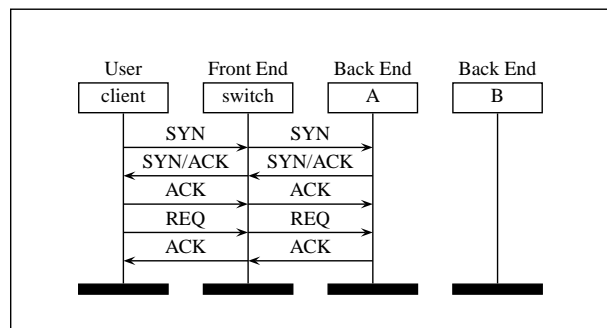 User Front End Back End Back End
client switch A B
SYN SYN
SYN/ACK SYN/ACK
ACK ACK
REQ REQ
ACK ACK